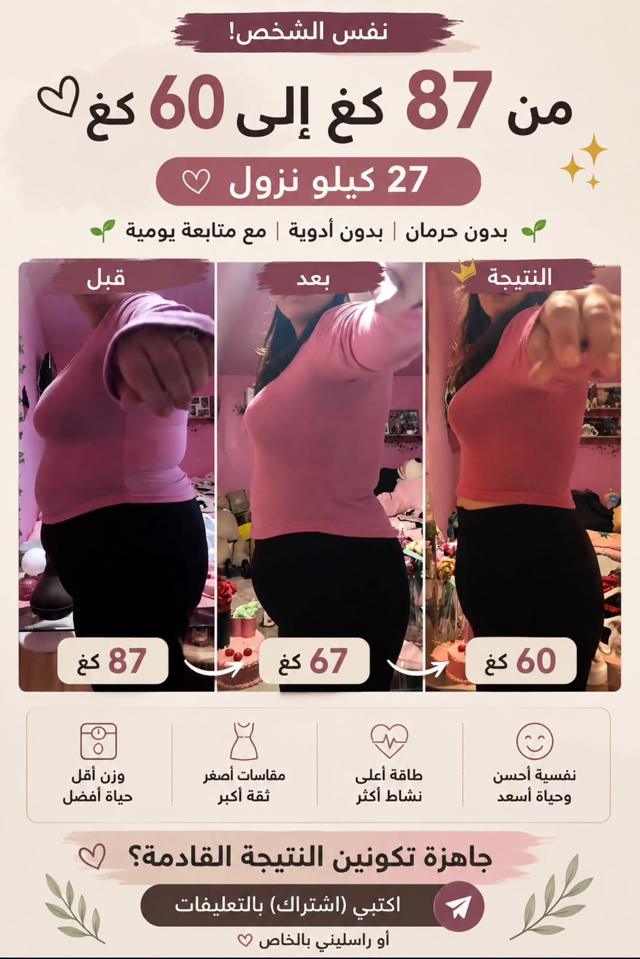 نفس الشخص!
من 87 كغ إلى 60 كغ
27 كيلو نزول
بدون حرمان | بدون أدوية | مع متابعة يومية
قبل
بعد
النتيجة
87 كغ
67 كغ
60 كغ
نفسية أحسن
وحياة أسعد
طاقة أعلى
نشاط أكثر
مقاسات أصغر
ثقة أكبر
وزن أقل
حياة أفضل
جاهزة تكونين النتيجة القادمة؟
اكتبي (اشتراك) بالتعليفات
أو راسليني بالخاص